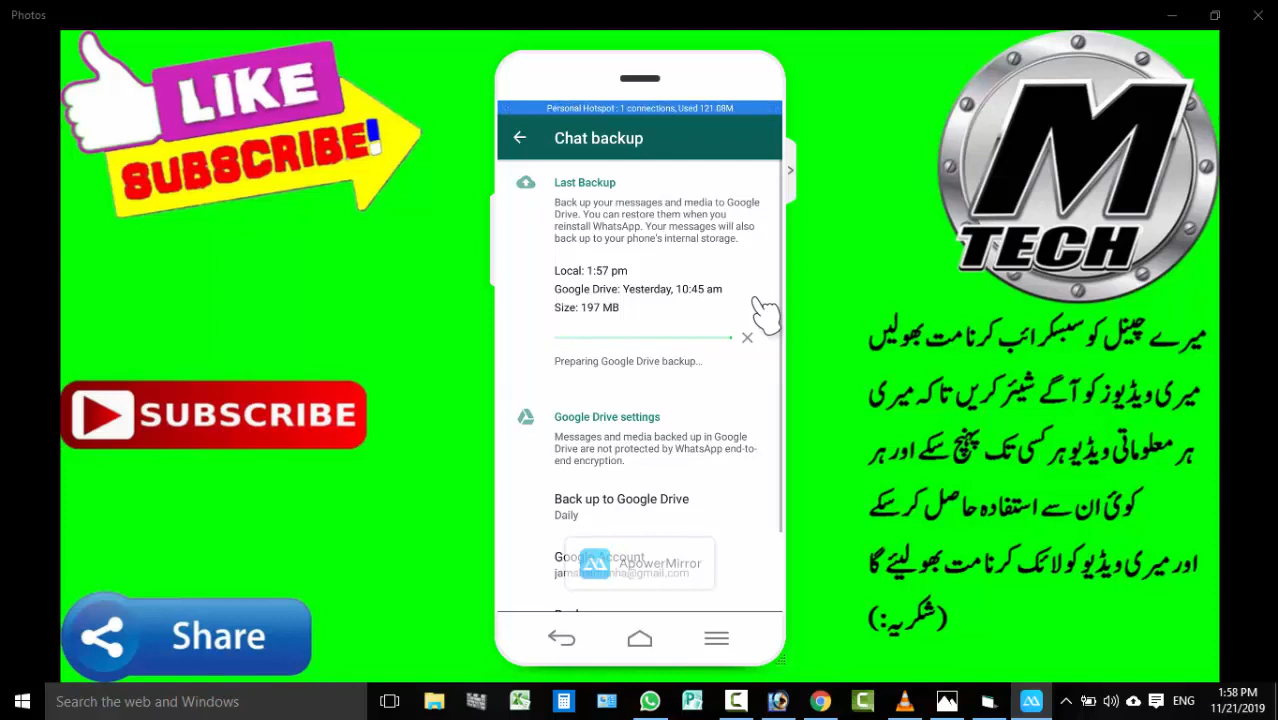 Photos
LIKE
SUBSCRIBE!
SUBSCRIBE
Share
Personal Hotspot : 1 connections, Used 121.08M
Chat backup
Last Backup
Back up your messages and media to Google
Drive. You can restore them when you
reinstall WhatsApp. Your messages will also
back up to your phone's internal storage.
Local: 1:57 pm
Google Drive: Yesterday, 10:45 am
Size: 197 MB
Preparing Google Drive backup...
Google Drive settings
Messages and media backed up in Google
Drive are not protected by WhatsApp end-to-
end encryption.
Back up to Google Drive
Daily
Google Account
ApowerMirror
M
TECH
میرے چینل کو سبسکرائب کرنا مت بھولیں
میری ویڈیوز کو آگے شیئر کریں تاکہ میری
ہر معلوماتی ویڈیو ہر کسی تک پہنچ سکے اور ہر
کوئ ان سے استفادہ حاصل کر سکے
اور میری ویڈیو کو لائک کرنا مت بھولیئے گا
(شکریہ:)
Search the web and Windows
ENG
1:58 PM
11/21/2019